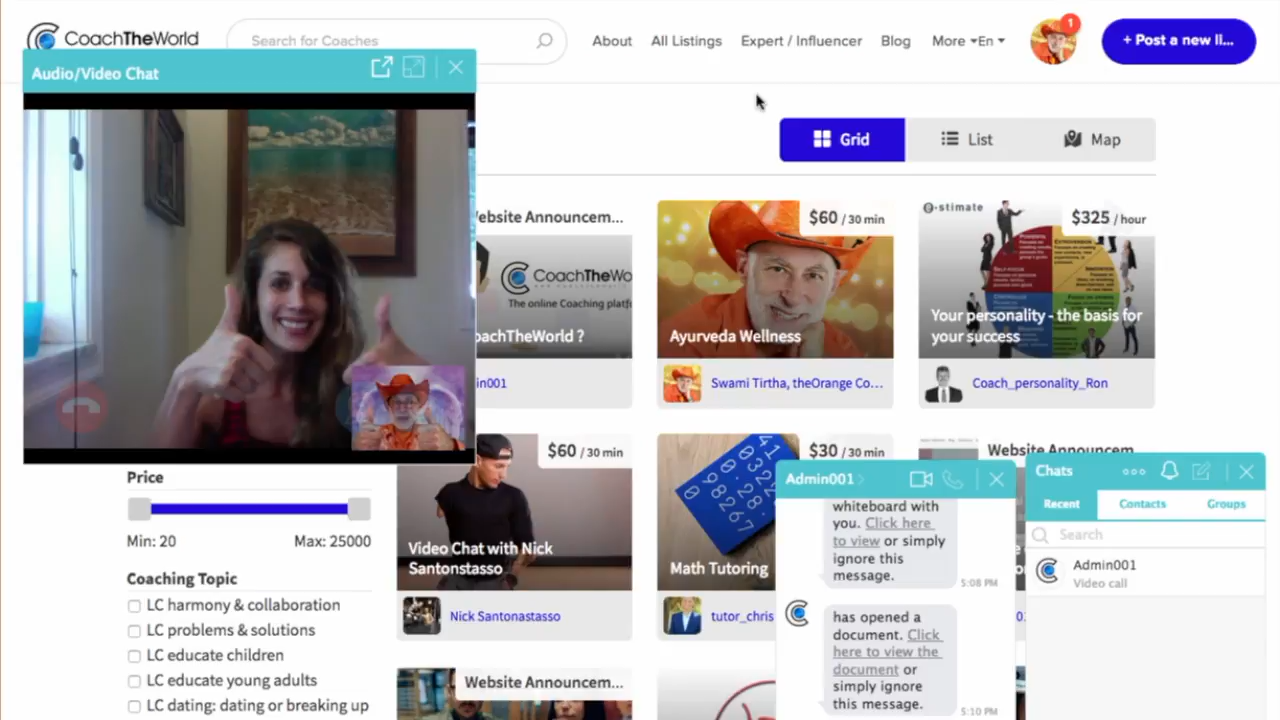 CoachTheWorld
Search for Coaches
About
All Listings
Expert / Influencer
Blog
More
En
1
+ Post a new li...
Audio/Video Chat
Grid
List
Map
ebsite Announcem...
CoachTheWo
The online Coaching platf
oachTheWorld ?
in001
$60 / 30 min
Ayurveda Wellness
Swami Tirtha, theOrange Co...
e-stimate
$325 / hour
Your personality - the basis for
your success
Coach_personality_Ron
Price
Min: 20
Max: 25000
Coaching Topic
LC harmony & collaboration
LC problems & solutions
LC educate children
LC educate young adults
LC dating: dating or breaking up
$60 / 30 min
Video Chat with Nick
Santonstasso
Nick Santonastasso
$30 / 30 min
Math Tutoring
tutor_chris
Website Announcem
Website Announcem...
Admin001
whiteboard with
you. Click here
to view or simply
ignore this
message.
5:08 PM
has opened a
document. Click
here to view the
document or
simply ignore
this message.
5:10 PM
Chats
Recent
Contacts
Groups
Search
Admin001
Video call